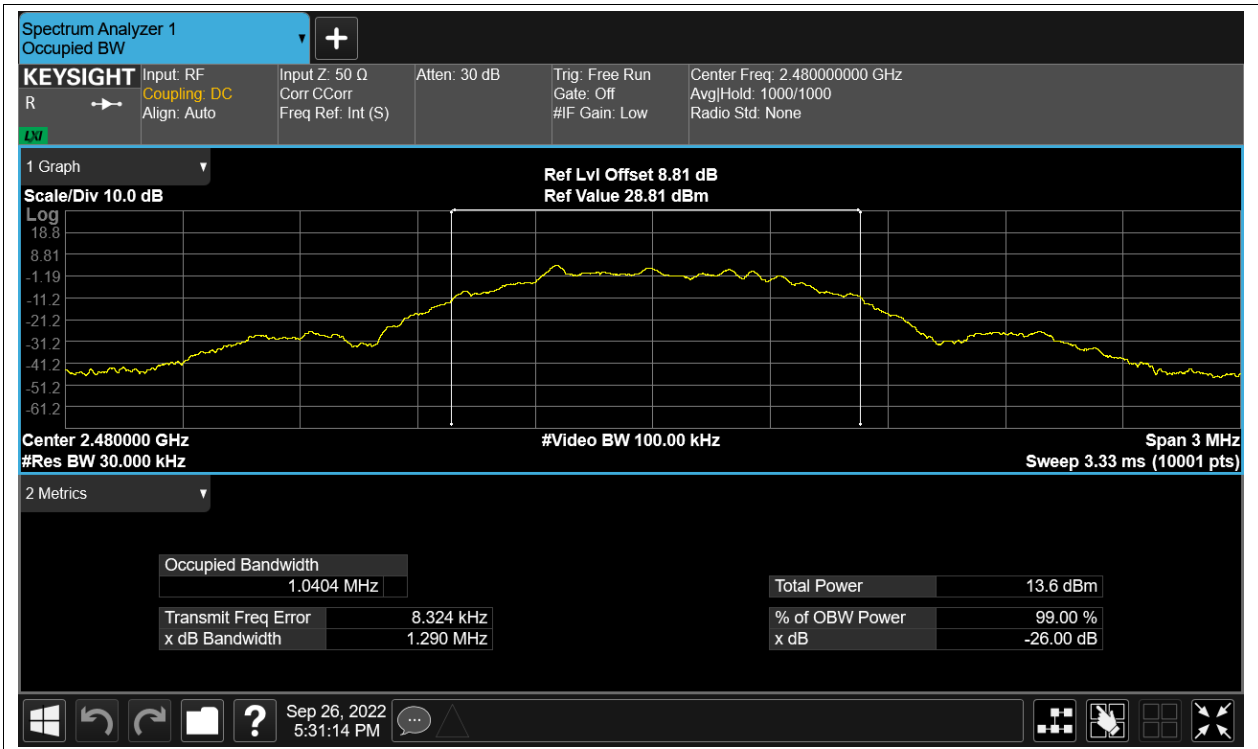 Spectrum Analyzer 1
Occupied BW
KEYSIGHT
R
LXI
Input: RF
Coupling: DC
Align: Auto
Input Z: 50 Ω
Corr CCorr
Freq Ref: Int (S)
Atten: 30 dB
Trig: Free Run
Gate: Off
#IF Gain: Low
Center Freq: 2.480000000 GHz
Avg|Hold: 1000/1000
Radio Std: None
1 Graph
Scale/Div 10.0 dB
Ref Lvl Offset 8.81 dB
Ref Value 28.81 dBm
Log
18.8
8.81
-1.19
-11.2
-21.2
-31.2
-41.2
-51.2
-61.2
Center 2.480000 GHz
#Res BW 30.000 kHz
#Video BW 100.00 kHz
Span 3 MHz
Sweep 3.33 ms (10001 pts)
2 Metrics
Occupied Bandwidth
1.0404 MHz
Transmit Freq Error 8.324 kHz
x dB Bandwidth 1.290 MHz
Total Power 13.6 dBm
% of OBW Power 99.00 %
x dB -26.00 dB
?
Sep 26, 2022
5:31:14 PM